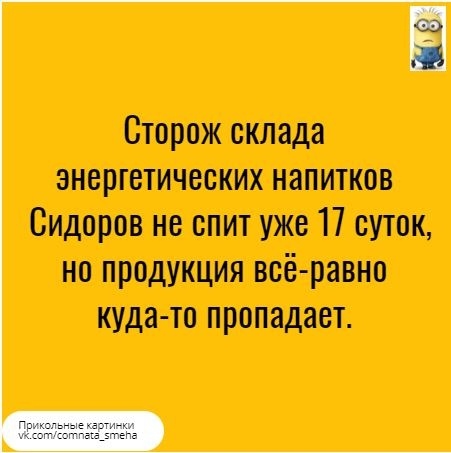 Сторож склада
энергетических напитков
Сидоров не спит уже 17 суток,
но продукция всё-равно
куда-то пропадает.
Прикольные картинки
vk.com/comnata_smeha